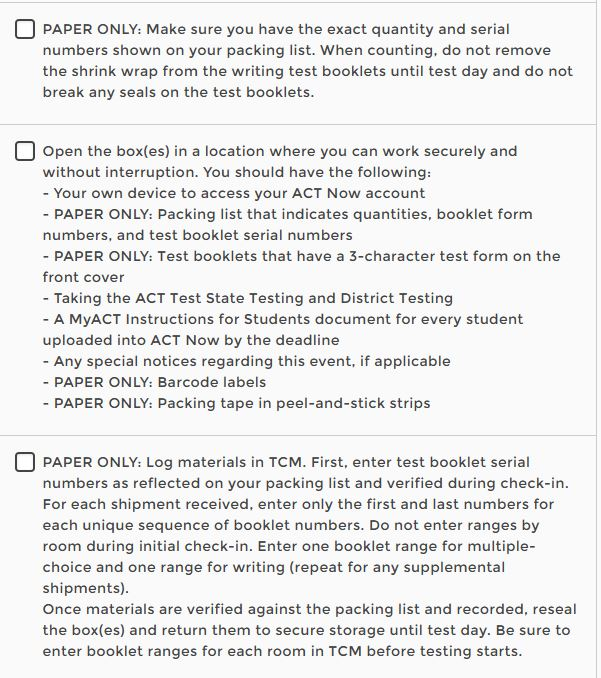 PAPER ONLY: Make sure you have the exact quantity and serial
numbers shown on your packing list. When counting, do not remove
the shrink wrap from the writing test booklets until test day and do not
break any seals on the test booklets.
Open the box(es) in a location where you can work securely and
without interruption. You should have the following:
- Your own device to access your ACT Now account
- PAPER ONLY: Packing list that indicates quantities, booklet form
numbers, and test booklet serial numbers
- PAPER ONLY: Test booklets that have a 3-character test form on the
front cover
- Taking the ACT Test State Testing and District Testing
- A MyACT Instructions for Students document for every student
uploaded into ACT Now by the deadline
- Any special notices regarding this event, if applicable
- PAPER ONLY: Barcode labels
- PAPER ONLY: Packing tape in peel-and-stick strips
PAPER ONLY: Log materials in TCM. First, enter test booklet serial
numbers as reflected on your packing list and verified during check-in.
For each shipment received, enter only the first and last numbers for
each unique sequence of booklet numbers. Do not enter ranges by
room during initial check-in. Enter one booklet range for multiple-
choice and one range for writing (repeat for any supplemental
shipments).
Once materials are verified against the packing list and recorded, reseal
the box(es) and return them to secure storage until test day. Be sure to
enter booklet ranges for each room in TCM before testing starts.